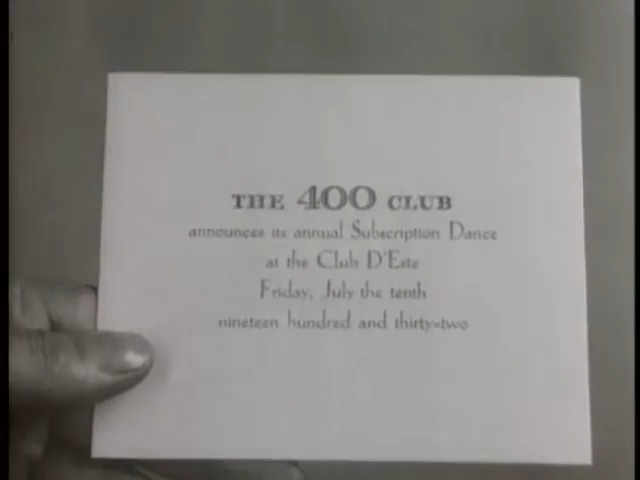 THE 400 CLUB
announces its annual Subscription Dance
at the Club D'Este
Friday, July the tenth
nineteen hundred and thirty-two